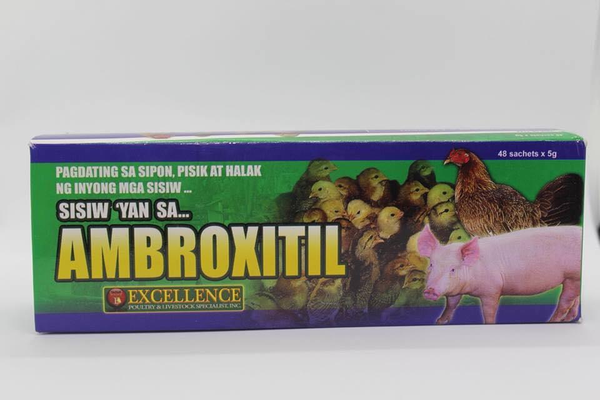 48 sachets x 5g
PAGDATING SA SIPON, PISIK AT HALAK
NG INYONG MGA SISIW ...
SISIW 'YAN SA...
AMBROXITIL
EXCELLENCE
POULTRY & LIVESTOCK SPECIALIST, INC.